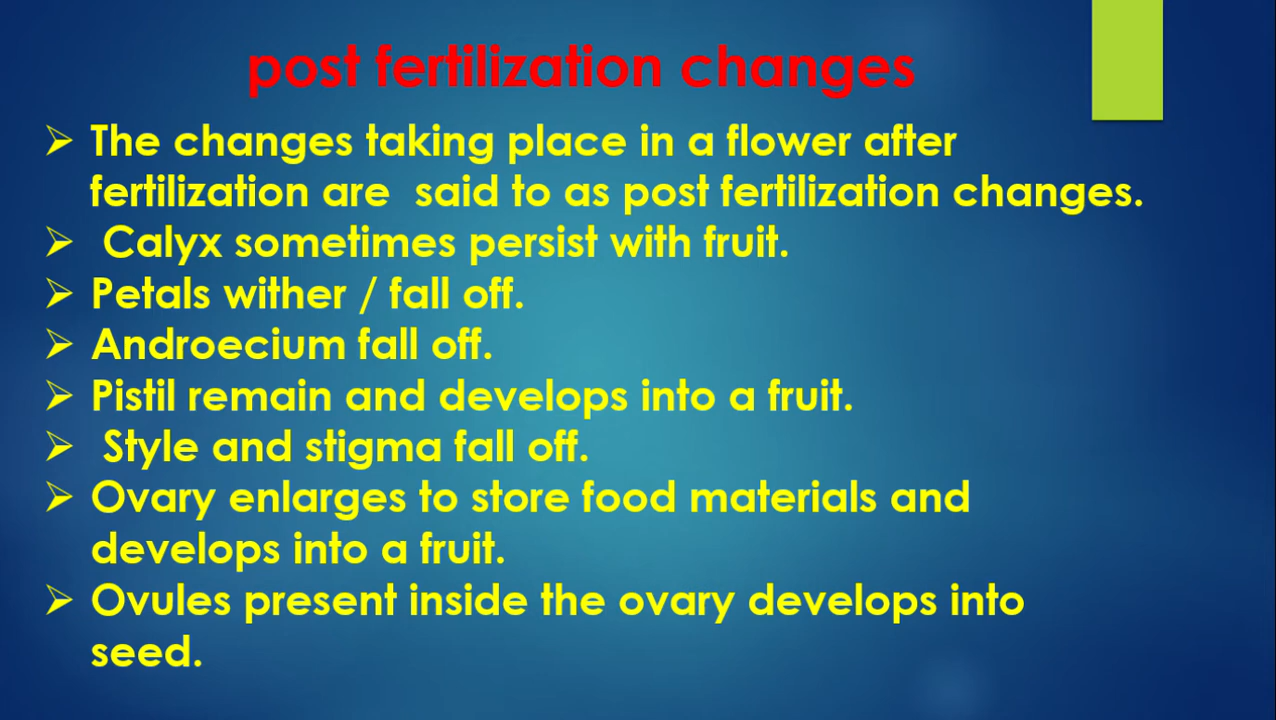 post fertilization changes
➢ The changes taking place in a flower after
fertilization are said to as post fertilization changes.
➢ Calyx sometimes persist with fruit.
➢ Petals wither / fall off.
➢ Androecium fall off.
➢ Pistil remain and develops into a fruit.
➢ Style and stigma fall off.
➢ Ovary enlarges to store food materials and
develops into a fruit.
➢ Ovules present inside the ovary develops into
seed.